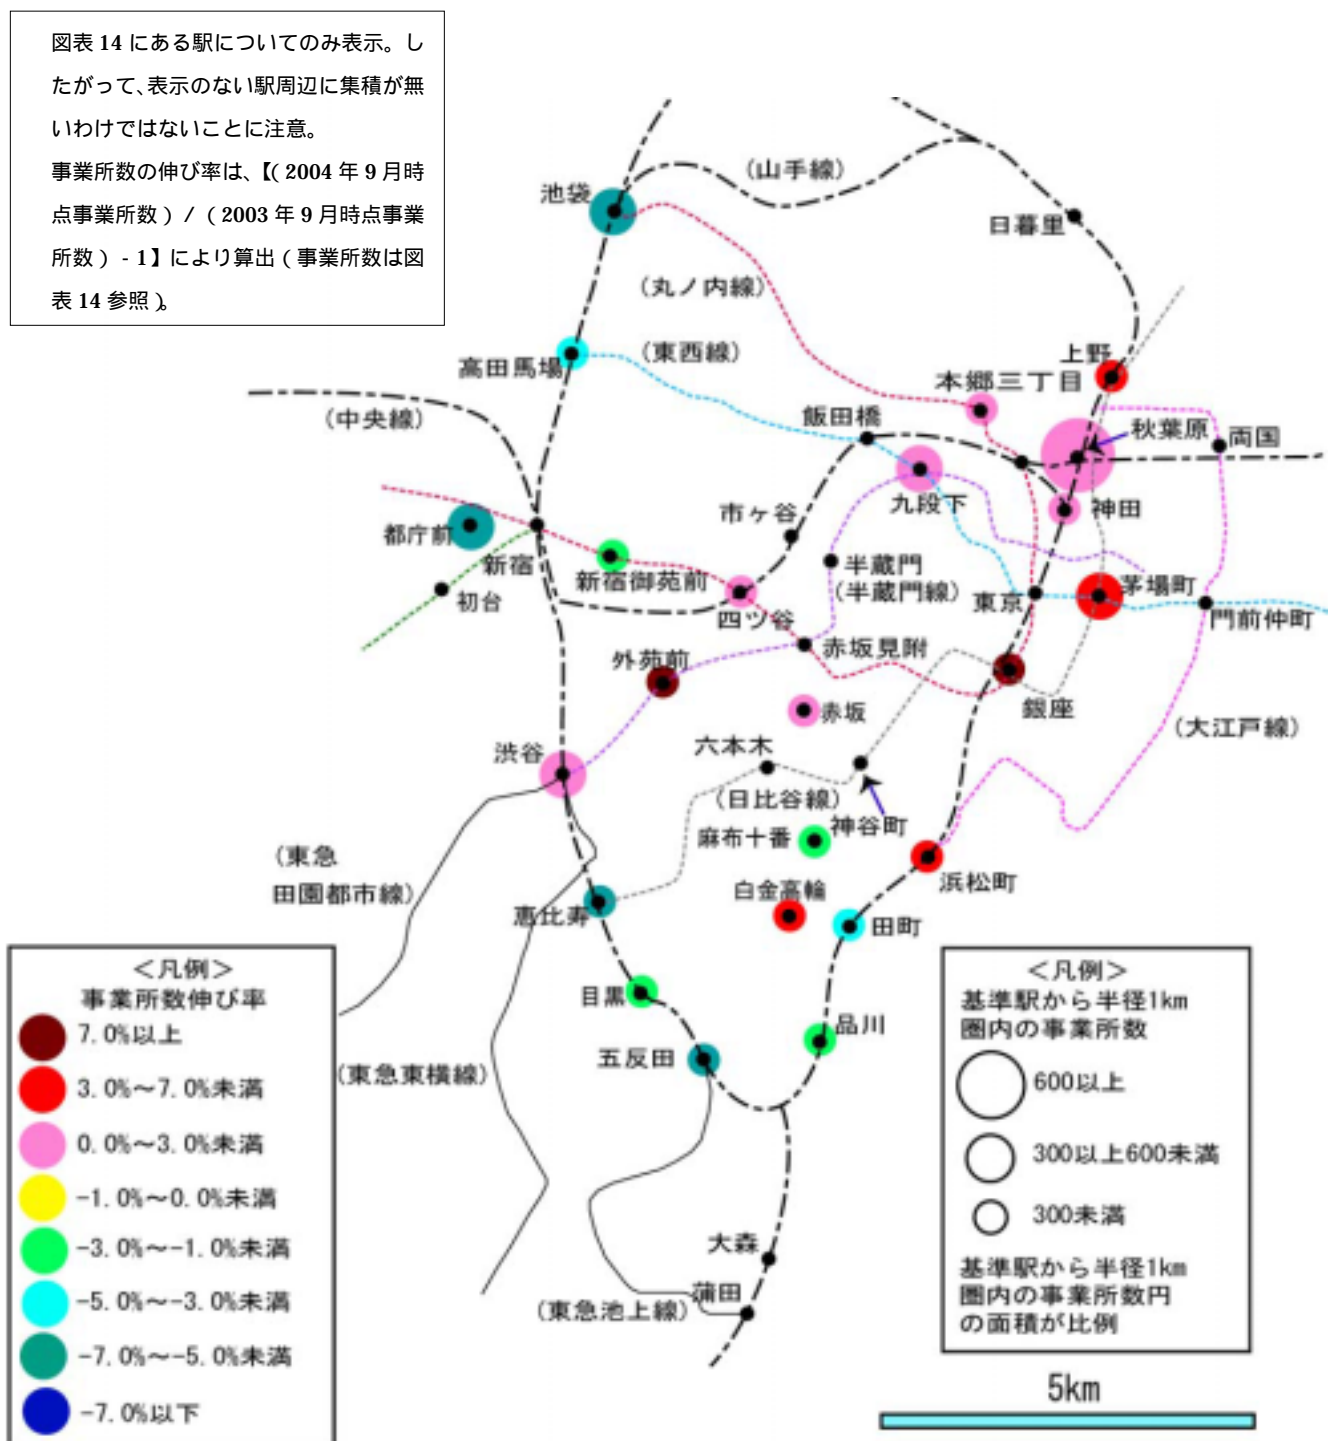 図表 14 にある駅についてのみ表示。し
たがって、表示のない駅周辺に集積が無
いわけではないことに注意。
事業所数の伸び率は、【( 2004 年 9 月時
点事業所数 ) / ( 2003 年 9 月時点事業
所数 ) - 1】により算出 ( 事業所数は図
表 14 参照 )。
(山手線)
池袋
日暮里
(丸ノ内線)
(東西線)
上野
高田馬場
本郷三丁目
(中央線)
飯田橋
秋葉原
両国
九段下
神田
市ヶ谷
都庁前
新宿
新宿御苑前
半蔵門
(半蔵門線)
初台
四ツ谷
東京
茅場町
門前仲町
外苑前
赤坂見附
赤坂
銀座
(大江戸線)
渋谷
六本木
(日比谷線)
神谷町
麻布十番
(東急
田園都市線)
浜松町
白金高輪
恵比寿
田町
目黒
品川
五反田
(東急東横線)
大森
蒲田
(東急池上線)
<凡例>
事業所数伸び率
7.0%以上
3.0%~7.0%未満
0.0%~3.0%未満
-1.0%~0.0%未満
-3.0%~-1.0%未満
-5.0%~-3.0%未満
-7.0%~-5.0%未満
-7.0%以下
<凡例>
基準駅から半径1km
圏内の事業所数
600以上
300以上600未満
300未満
基準駅から半径1km
圏内の事業所数円
の面積が比例
5km